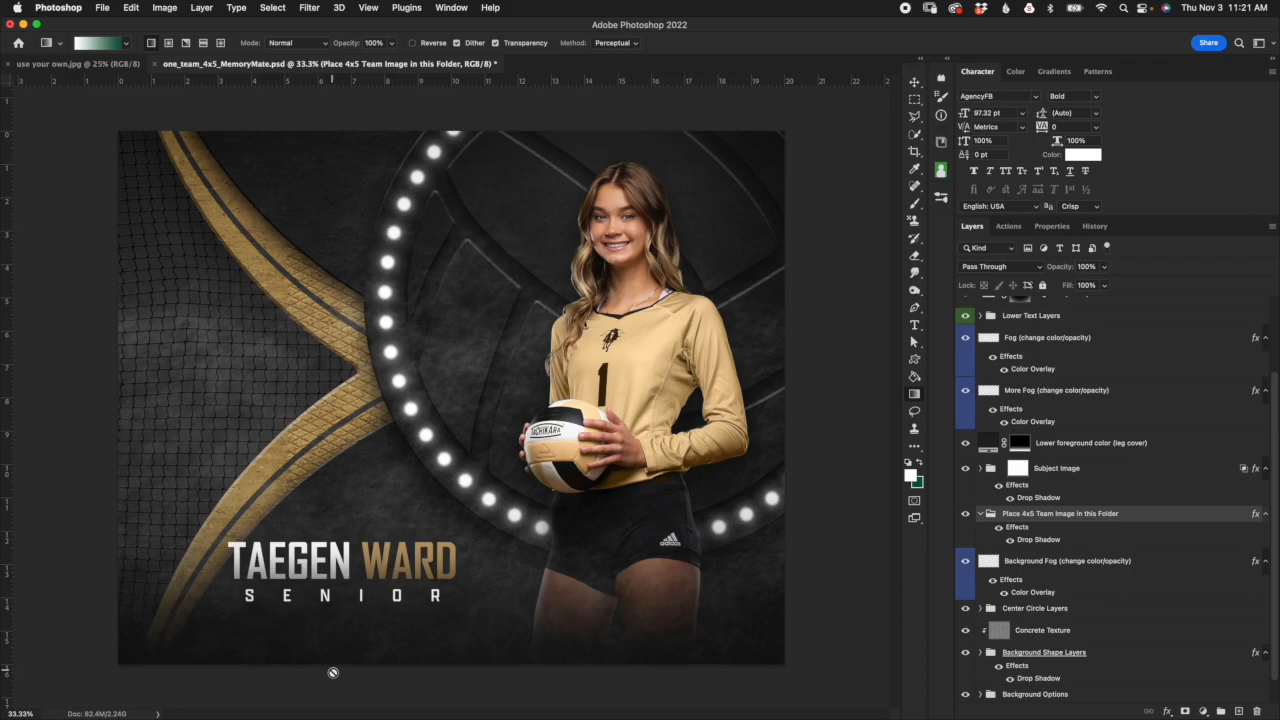 Photoshop File Edit Image Layer Type Select Filter 3D View Plugins Window Help Thu Nov 3 11:21 AM
Adobe Photoshop 2022
Mode: Normal Opacity: 100% Reverse Dither Transparency Method: Perceptual Share
use your own.jpg @ 25% (RGB/8) one_team_4x5_MemoryMate.psd @ 33.3% (Place 4x5 Team Image in this Folder, RGB/8) *
Character Color Gradients Patterns
AgencyFB Bold
97.32 pt (Auto)
Metrics 0
100% 100%
0 pt Color:
English: USA Crisp
Layers Actions Properties History
Kind
Pass Through Opacity: 100%
Lock: Fill: 100%
Lower Text Layers
Fog (change color/opacity)
Effects
Color Overlay
More Fog (change color/opacity)
Effects
Color Overlay
Lower foreground color (leg cover)
Subject Image
Effects
Drop Shadow
Place 4x5 Team Image in this Folder
Effects
Drop Shadow
Background Fog (change color/opacity)
Effects
Color Overlay
Center Circle Layers
Concrete Texture
Background Shape Layers
Effects
Drop Shadow
Background Options
1
TACHIKARA
adidas
TAEGEN WARD
SENIOR
33.33% Doc: 82.4M/2.24G